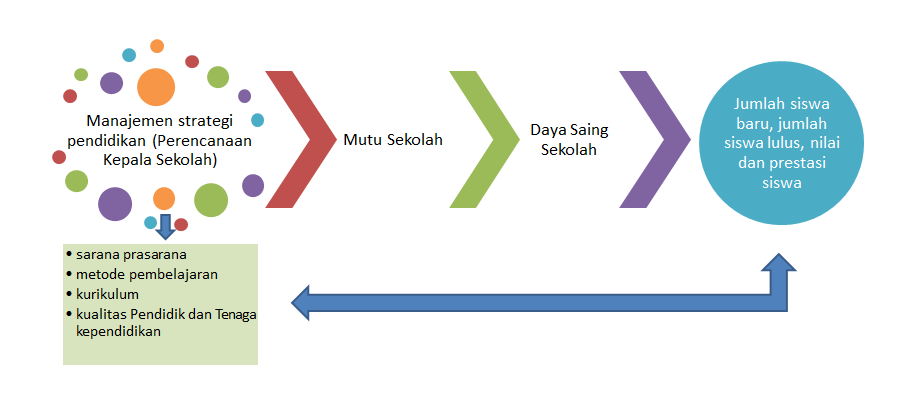 Manajemen strategi
pendidikan (Perencanaan
Kepala Sekolah)
Mutu Sekolah
Daya Saing
Sekolah
Jumlah siswa
baru, jumlah
siswa lulus, nilai
dan prestasi
siswa
• sarana prasarana
• metode pembelajaran
• kurikulum
• kualitas Pendidik dan Tenaga
kependidikan